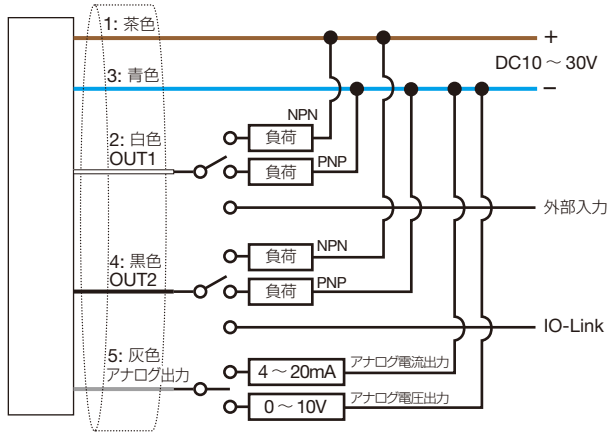 1: 茶色
+
DC10 ～ 30V
3: 青色
−
NPN
負荷
2: 白色
OUT1
PNP
負荷
外部入力
NPN
負荷
4: 黒色
OUT2
PNP
負荷
IO-Link
5: 灰色
アナログ出力
4 ～ 20mA
アナログ電流出力
0 ～ 10V
アナログ電圧出力